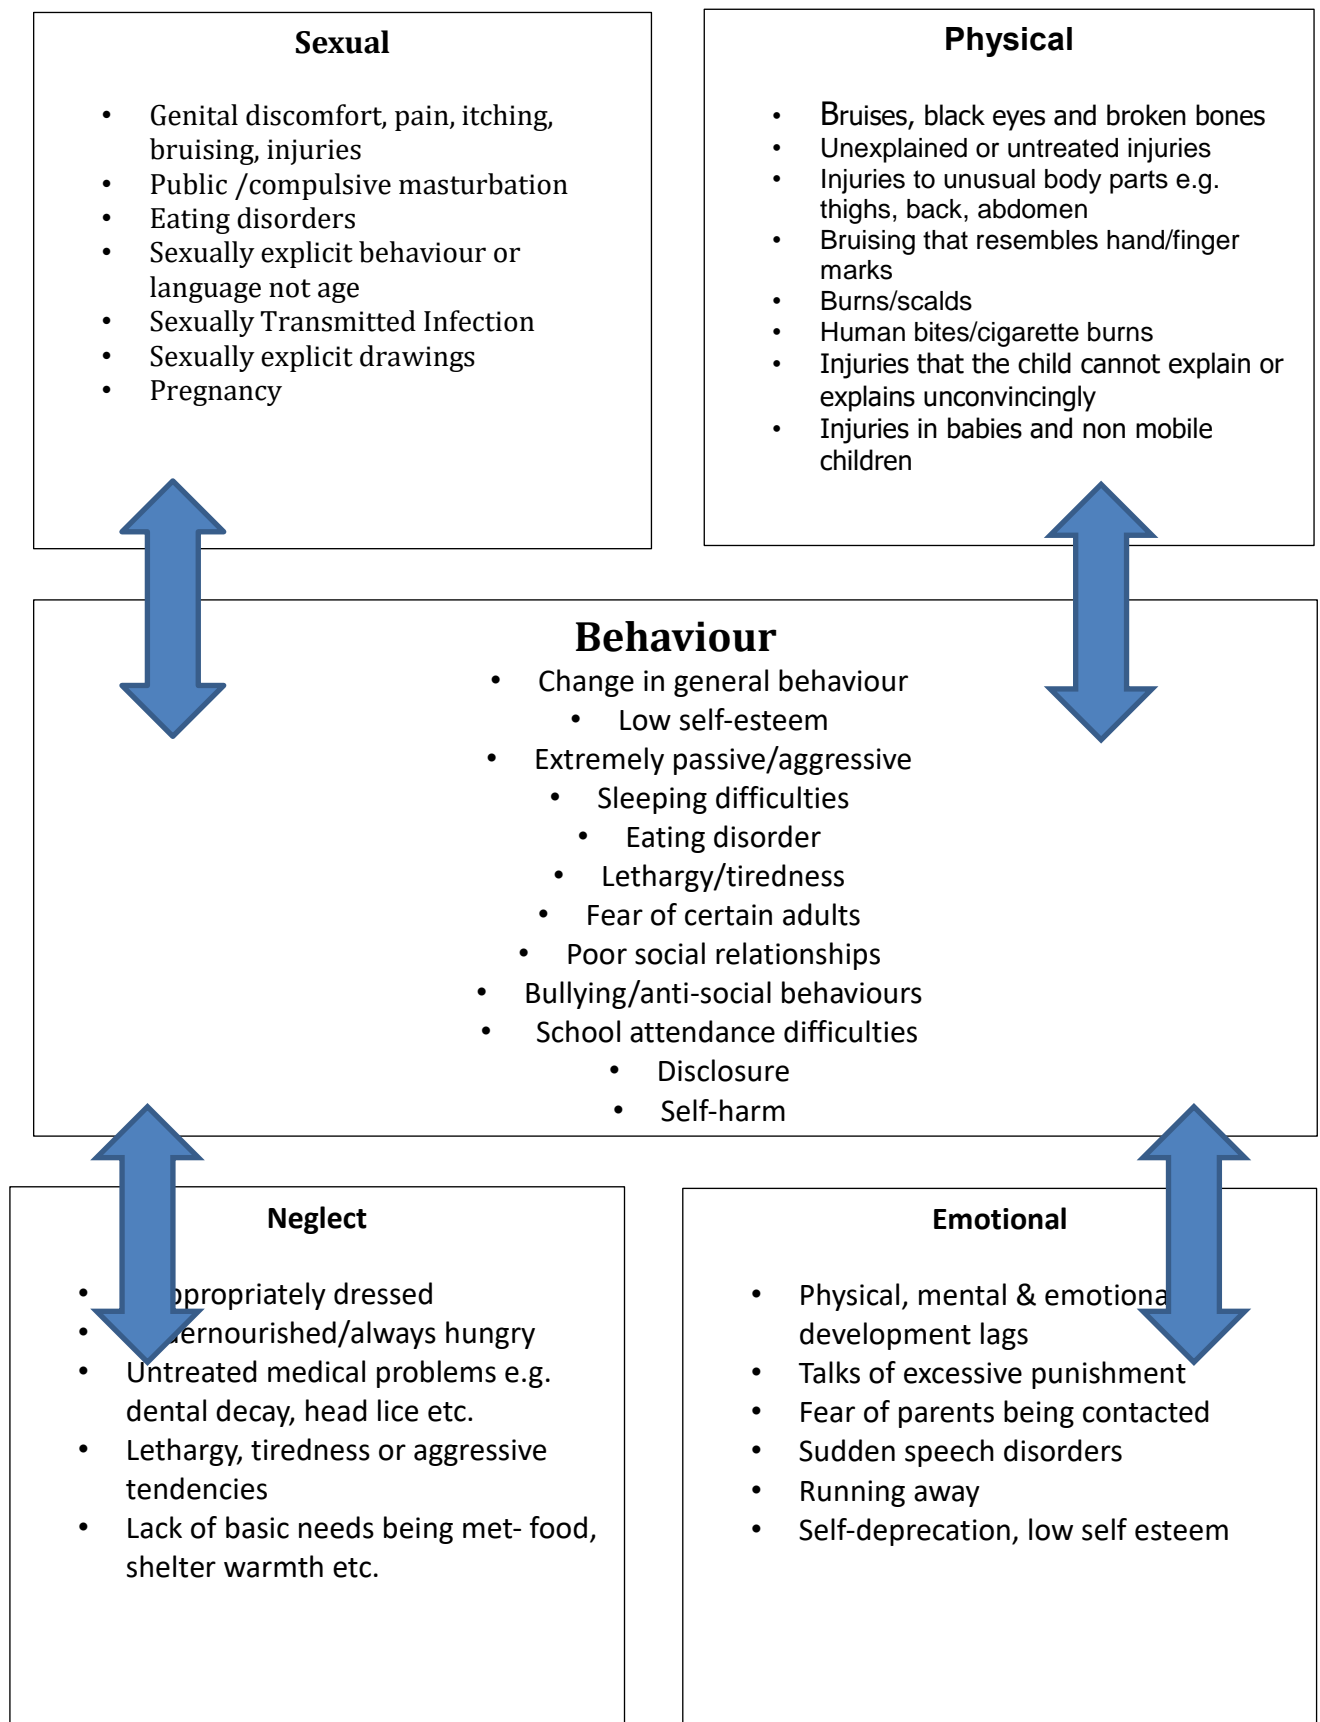 Sexual
• Genital discomfort, pain, itching,
bruising, injuries
• Public /compulsive masturbation
• Eating disorders
• Sexually explicit behaviour or
language not age
• Sexually Transmitted Infection
• Sexually explicit drawings
• Pregnancy
Physical
• Bruises, black eyes and broken bones
• Unexplained or untreated injuries
• Injuries to unusual body parts e.g.
thighs, back, abdomen
• Bruising that resembles hand/finger
marks
• Burns/scalds
• Human bites/cigarette burns
• Injuries that the child cannot explain or
explains unconvincingly
• Injuries in babies and non mobile
children
Behaviour
• Change in general behaviour
• Low self-esteem
• Extremely passive/aggressive
• Sleeping difficulties
• Eating disorder
• Lethargy/tiredness
• Fear of certain adults
• Poor social relationships
• Bullying/anti-social behaviours
• School attendance difficulties
• Disclosure
• Self-harm
Neglect
• dressed
• hungry
• Untreated medical problems e.g.
dental decay, head lice etc.
• Lethargy, tiredness or aggressive
tendencies
• Lack of basic needs being met- food,
shelter warmth etc.
Emotional
• Physical, mental &
development lags
• Talks of excessive punishment
• Fear of parents being contacted
• Sudden speech disorders
• Running away
• Self-deprecation, low self esteem